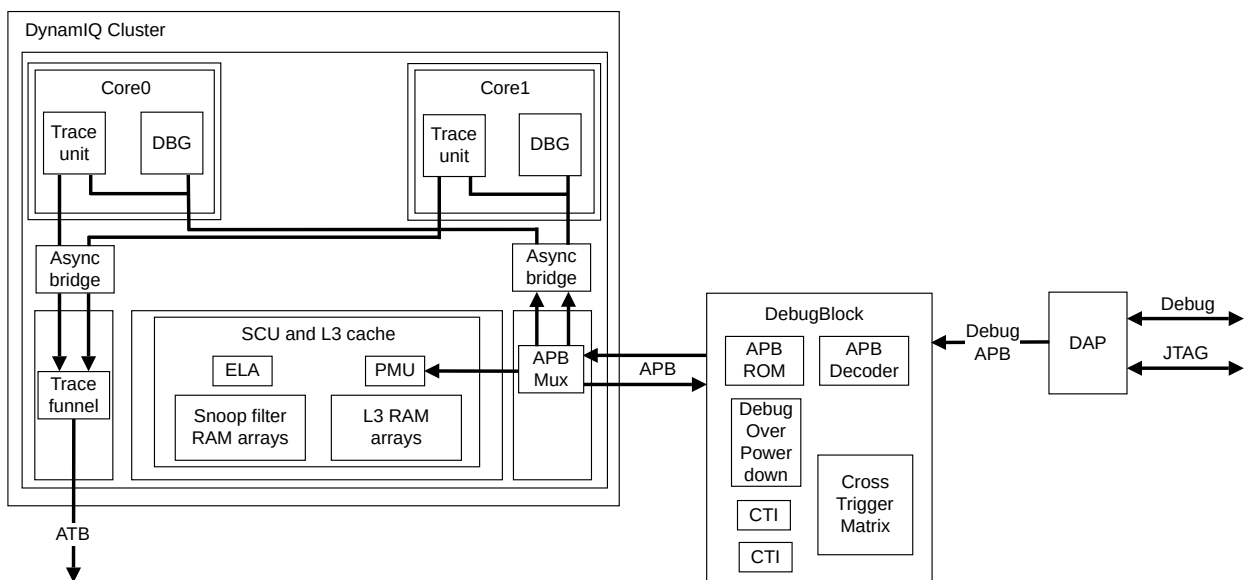 DynamIQ Cluster
Core0
Core1
Trace
unit
DBG
Trace
unit
DBG
Async
bridge
Async
bridge
SCU and L3 cache
ELA
PMU
Snoop filter
RAM arrays
L3 RAM
arrays
Trace
funnel
APB
Mux
ATB
APB
DebugBlock
APB
ROM
APB
Decoder
Debug
Over
Power
down
Cross
Trigger
Matrix
CTI
CTI
Debug
APB
DAP
Debug
JTAG